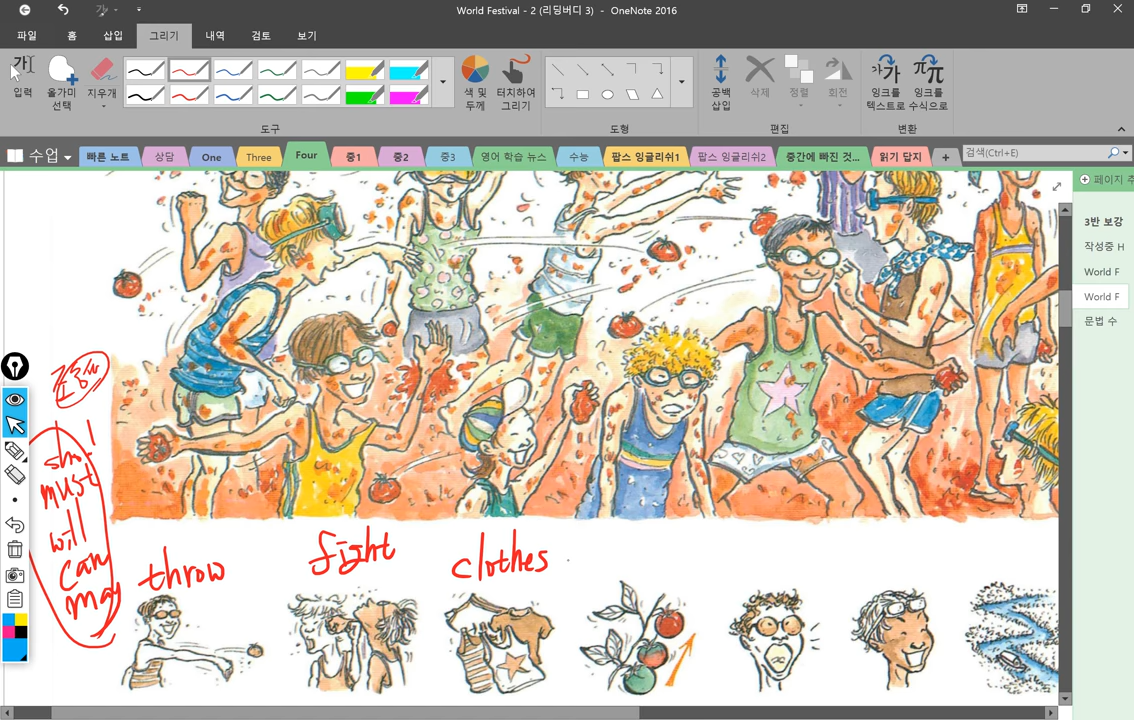 World Festival - 2 (리딩버디 3) - OneNote 2016
파일 홈 삽입 그리기 내역 검토 보기
입력 올가미 선택 지우개 색 및 두께 터치하여 그리기 공백 삽입 삭제 정렬 회전 잉크를 텍스트로 잉크를 수식으로
도구 도형 편집 변환
수업 빠른 노트 상담 One Three Four 중1 중2 중3 영어 학습 뉴스 수능 팝스 잉글리쉬1 팝스 잉글리쉬2 중간에 빠진 것... 읽기 답지 + 검색(Ctrl+E)
페이지 추
3반 보강
작성중 H
World F
World F
문법 수
조동사
must
will
can
may
throw fight clothes